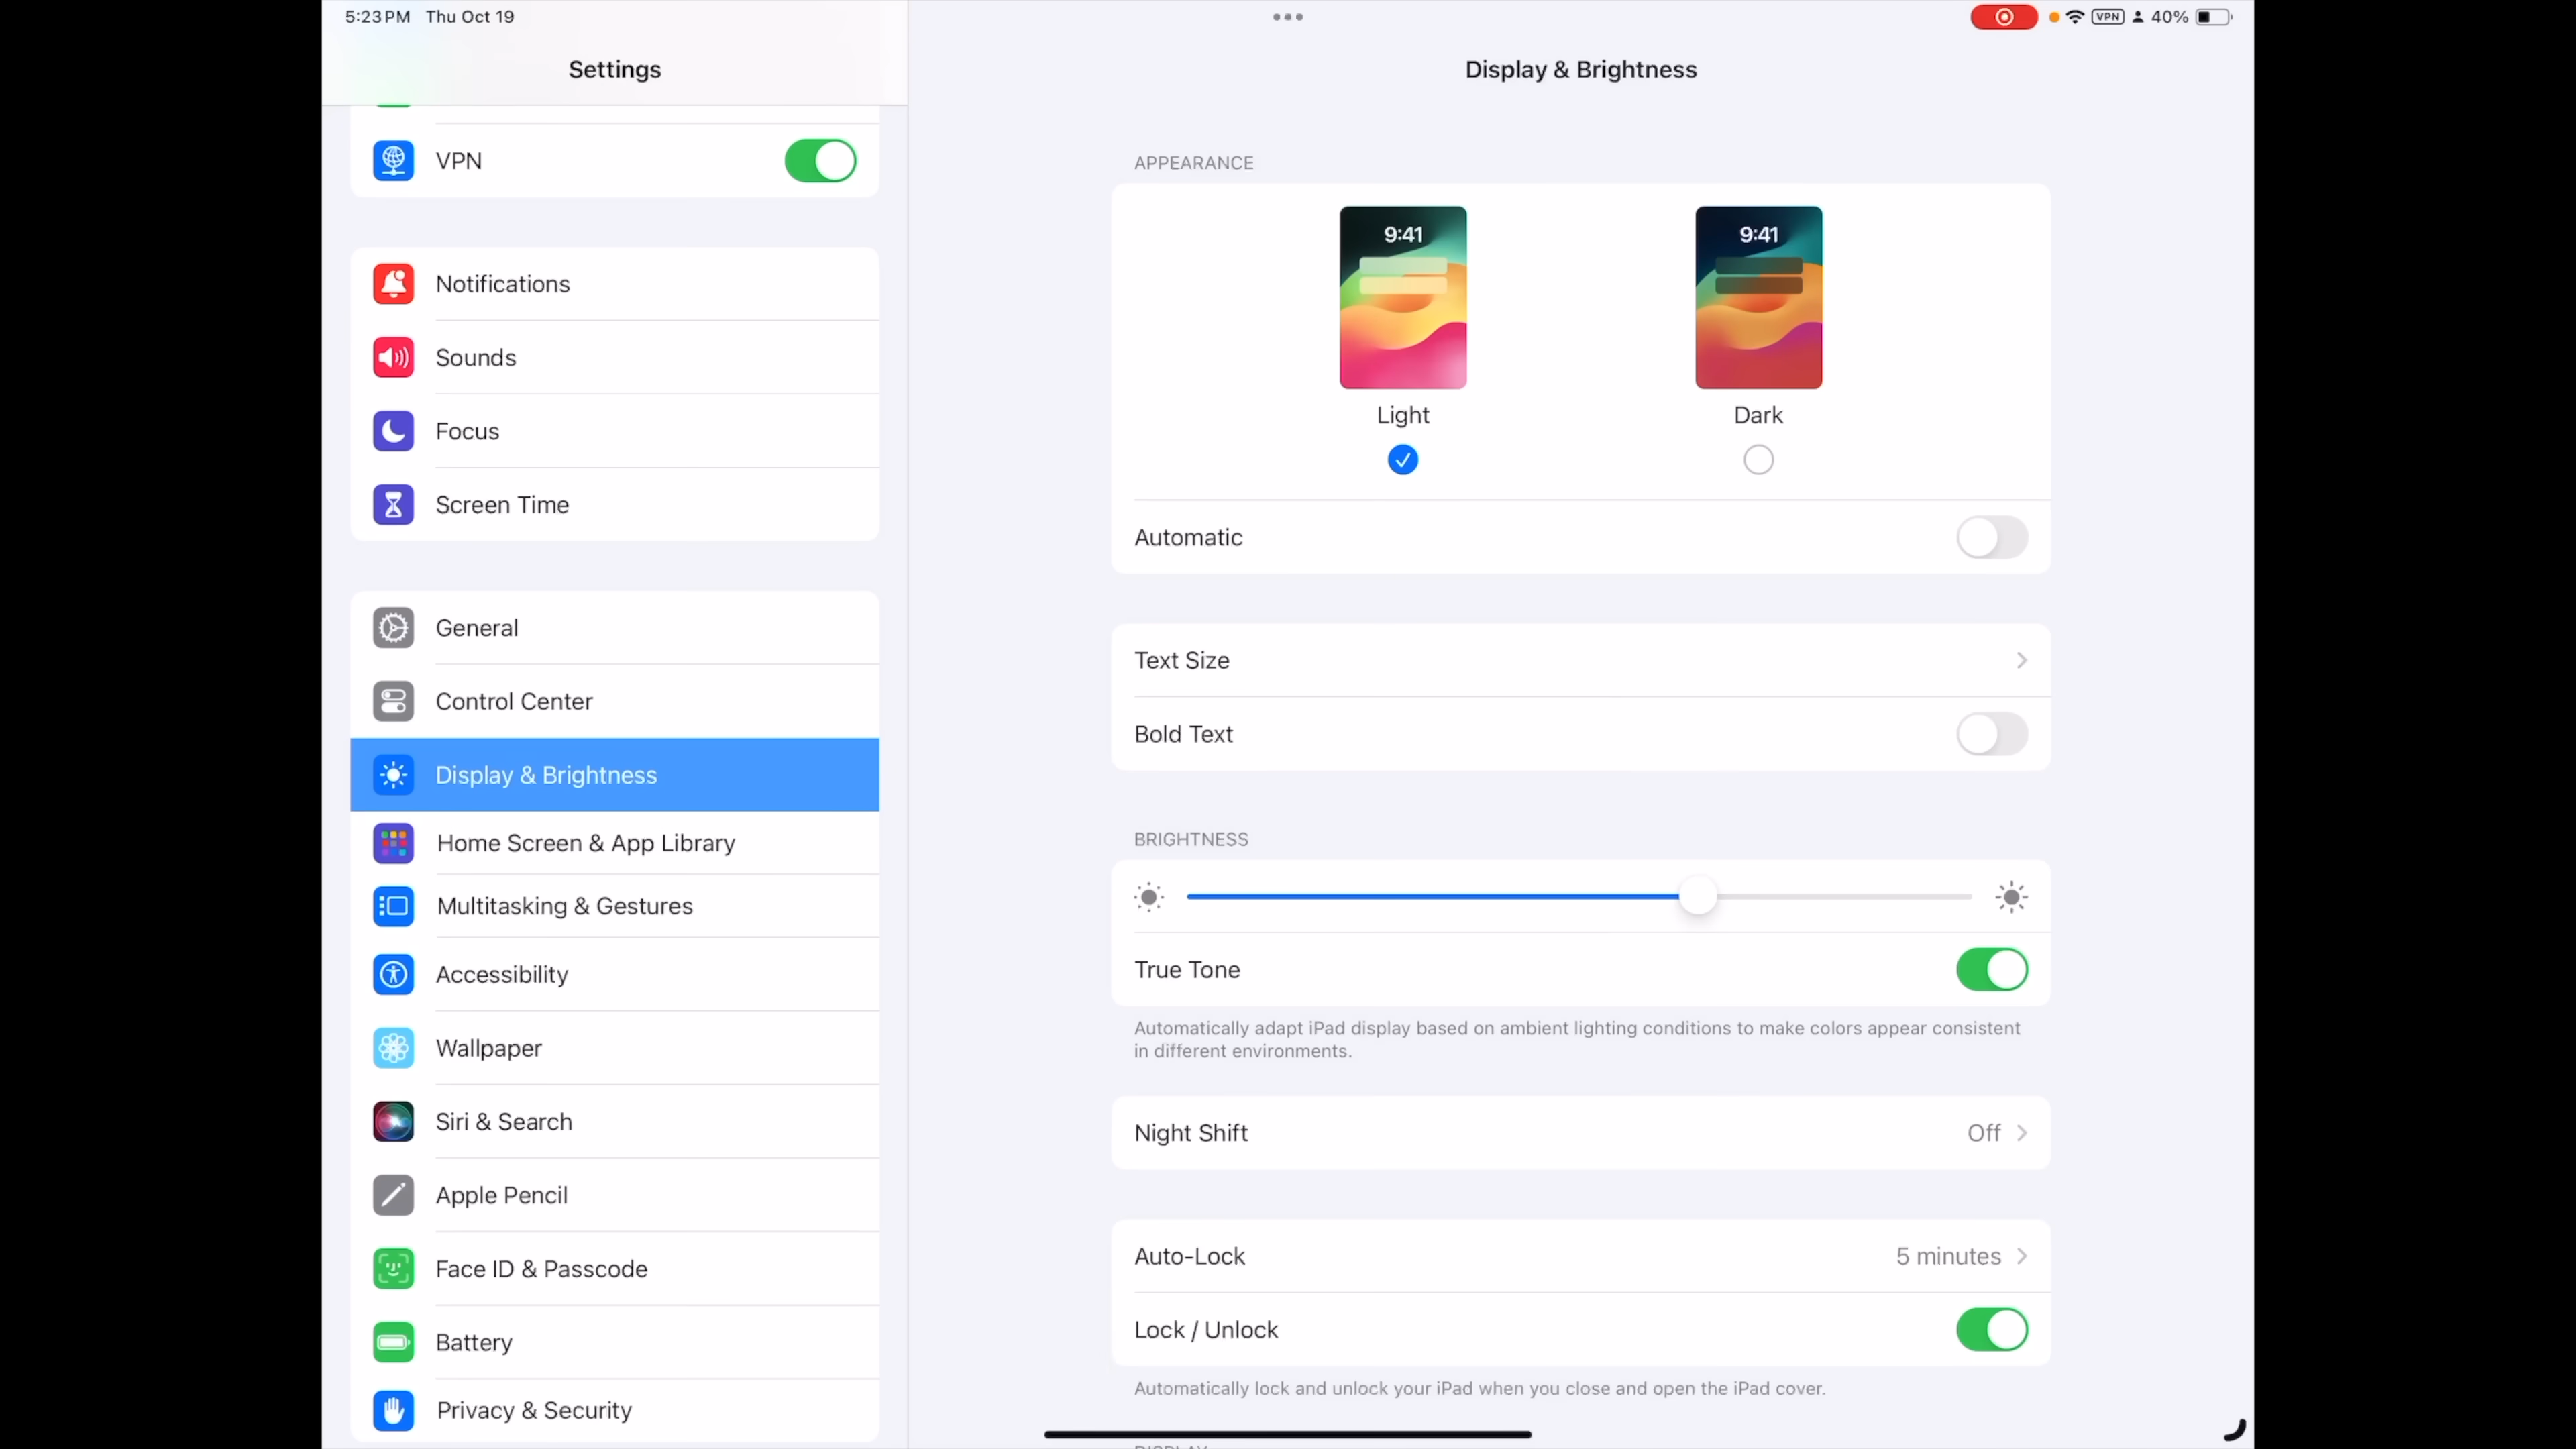 5:23 PM Thu Oct 19
VPN 40%
Settings
VPN
Notifications
Sounds
Focus
Screen Time
General
Control Center
Display & Brightness
Home Screen & App Library
Multitasking & Gestures
Accessibility
Wallpaper
Siri & Search
Apple Pencil
Face ID & Passcode
Battery
Privacy & Security
Display & Brightness
APPEARANCE
9:41 9:41
Light Dark
Automatic
Text Size
Bold Text
BRIGHTNESS
True Tone
Automatically adapt iPad display based on ambient lighting conditions to make colors appear consistent
in different environments.
Night Shift Off
Auto-Lock 5 minutes
Lock / Unlock
Automatically lock and unlock your iPad when you close and open the iPad cover.